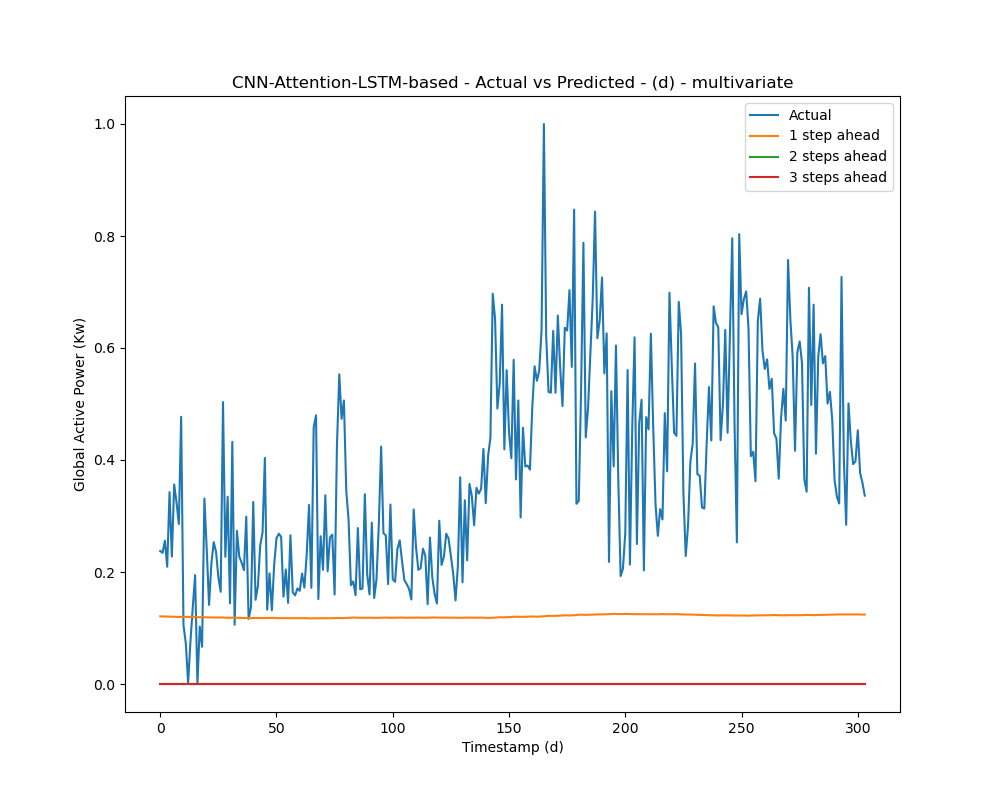 CNN-Attention-LSTM-based - Actual vs Predicted - (d) - multivariate
Actual
1 step ahead
2 steps ahead
3 steps ahead
1.0
0.8
0.6
0.4
0.2
0.0
Global Active Power (Kw)
0 50 100 150 200 250 300
Timestamp (d)